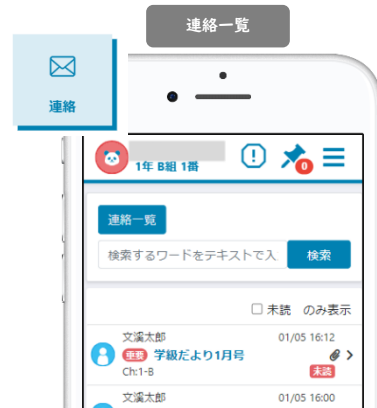 連絡一覧
連絡
1年 B組 1番
!
0
連絡一覧
検索するワードをテキストで入
検索
未読 のみ表示
文溪太郎
01/05 16:12
重要 学級だより1月号
Ch:1-B
未読
文溪太郎
01/05 16:00